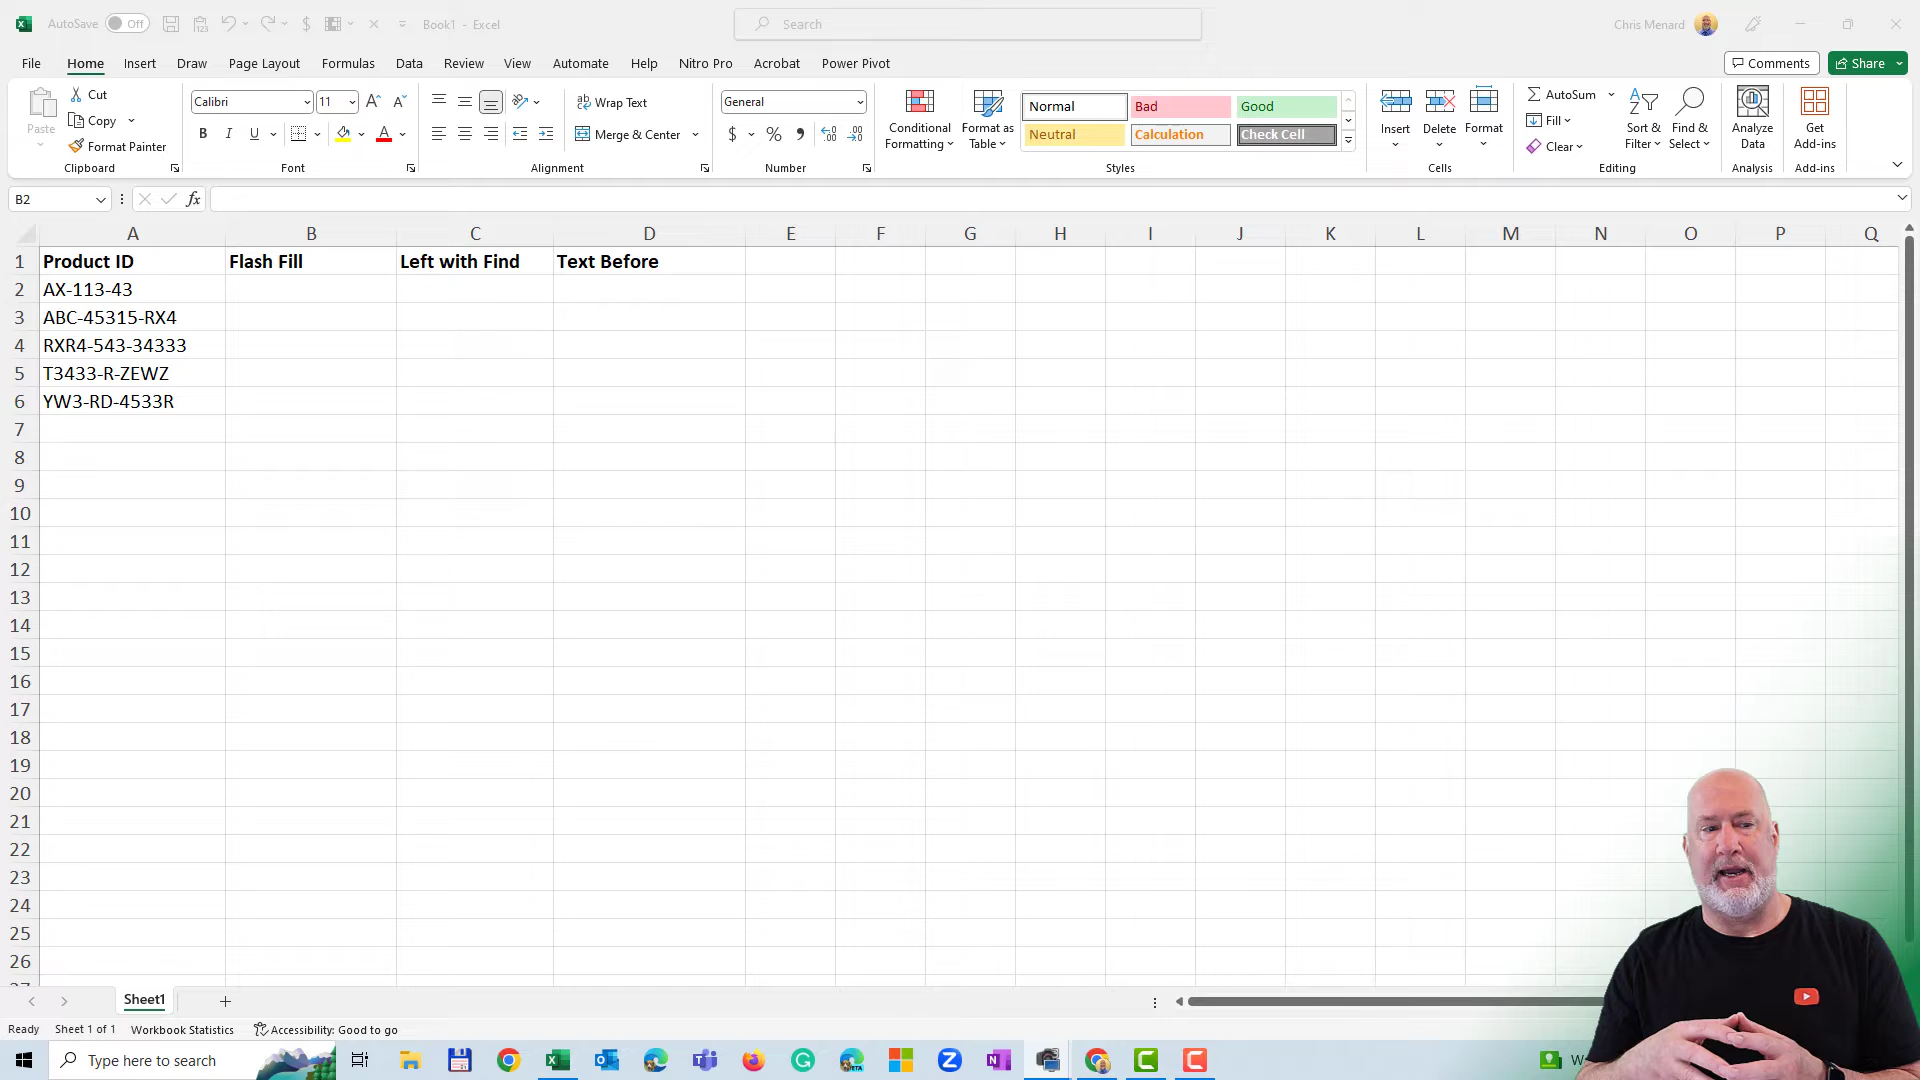 AutoSave Off Book1 - Excel Search Chris Menard
File Home Insert Draw Page Layout Formulas Data Review View Automate Help Nitro Pro Acrobat Power Pivot Comments Share
Paste
Cut
Copy
Format Painter
Clipboard
Calibri 11
B I U A
Font
Wrap Text
Merge & Center
Alignment
General
$ % ,
Number
Conditional Formatting
Format as Table
Normal Bad Good
Neutral Calculation Check Cell
Styles
Insert Delete Format
Cells
AutoSum
Fill
Clear
Sort & Filter
Find & Select
Editing
Analyze Data
Analysis
Get Add-ins
Add-ins
B2 fx
A B C D E F G H I J K L M N O P Q
1 Product ID Flash Fill Left with Find Text Before
2 AX-113-43
3 ABC-45315-RX4
4 RXR4-543-34333
5 T3433-R-ZEWZ
6 YW3-RD-4533R
7
8
9
10
11
12
13
14
15
16
17
18
19
20
21
22
23
24
25
26
27
Sheet1
Ready Sheet 1 of 1 Workbook Statistics Accessibility: Good to go
Type here to search